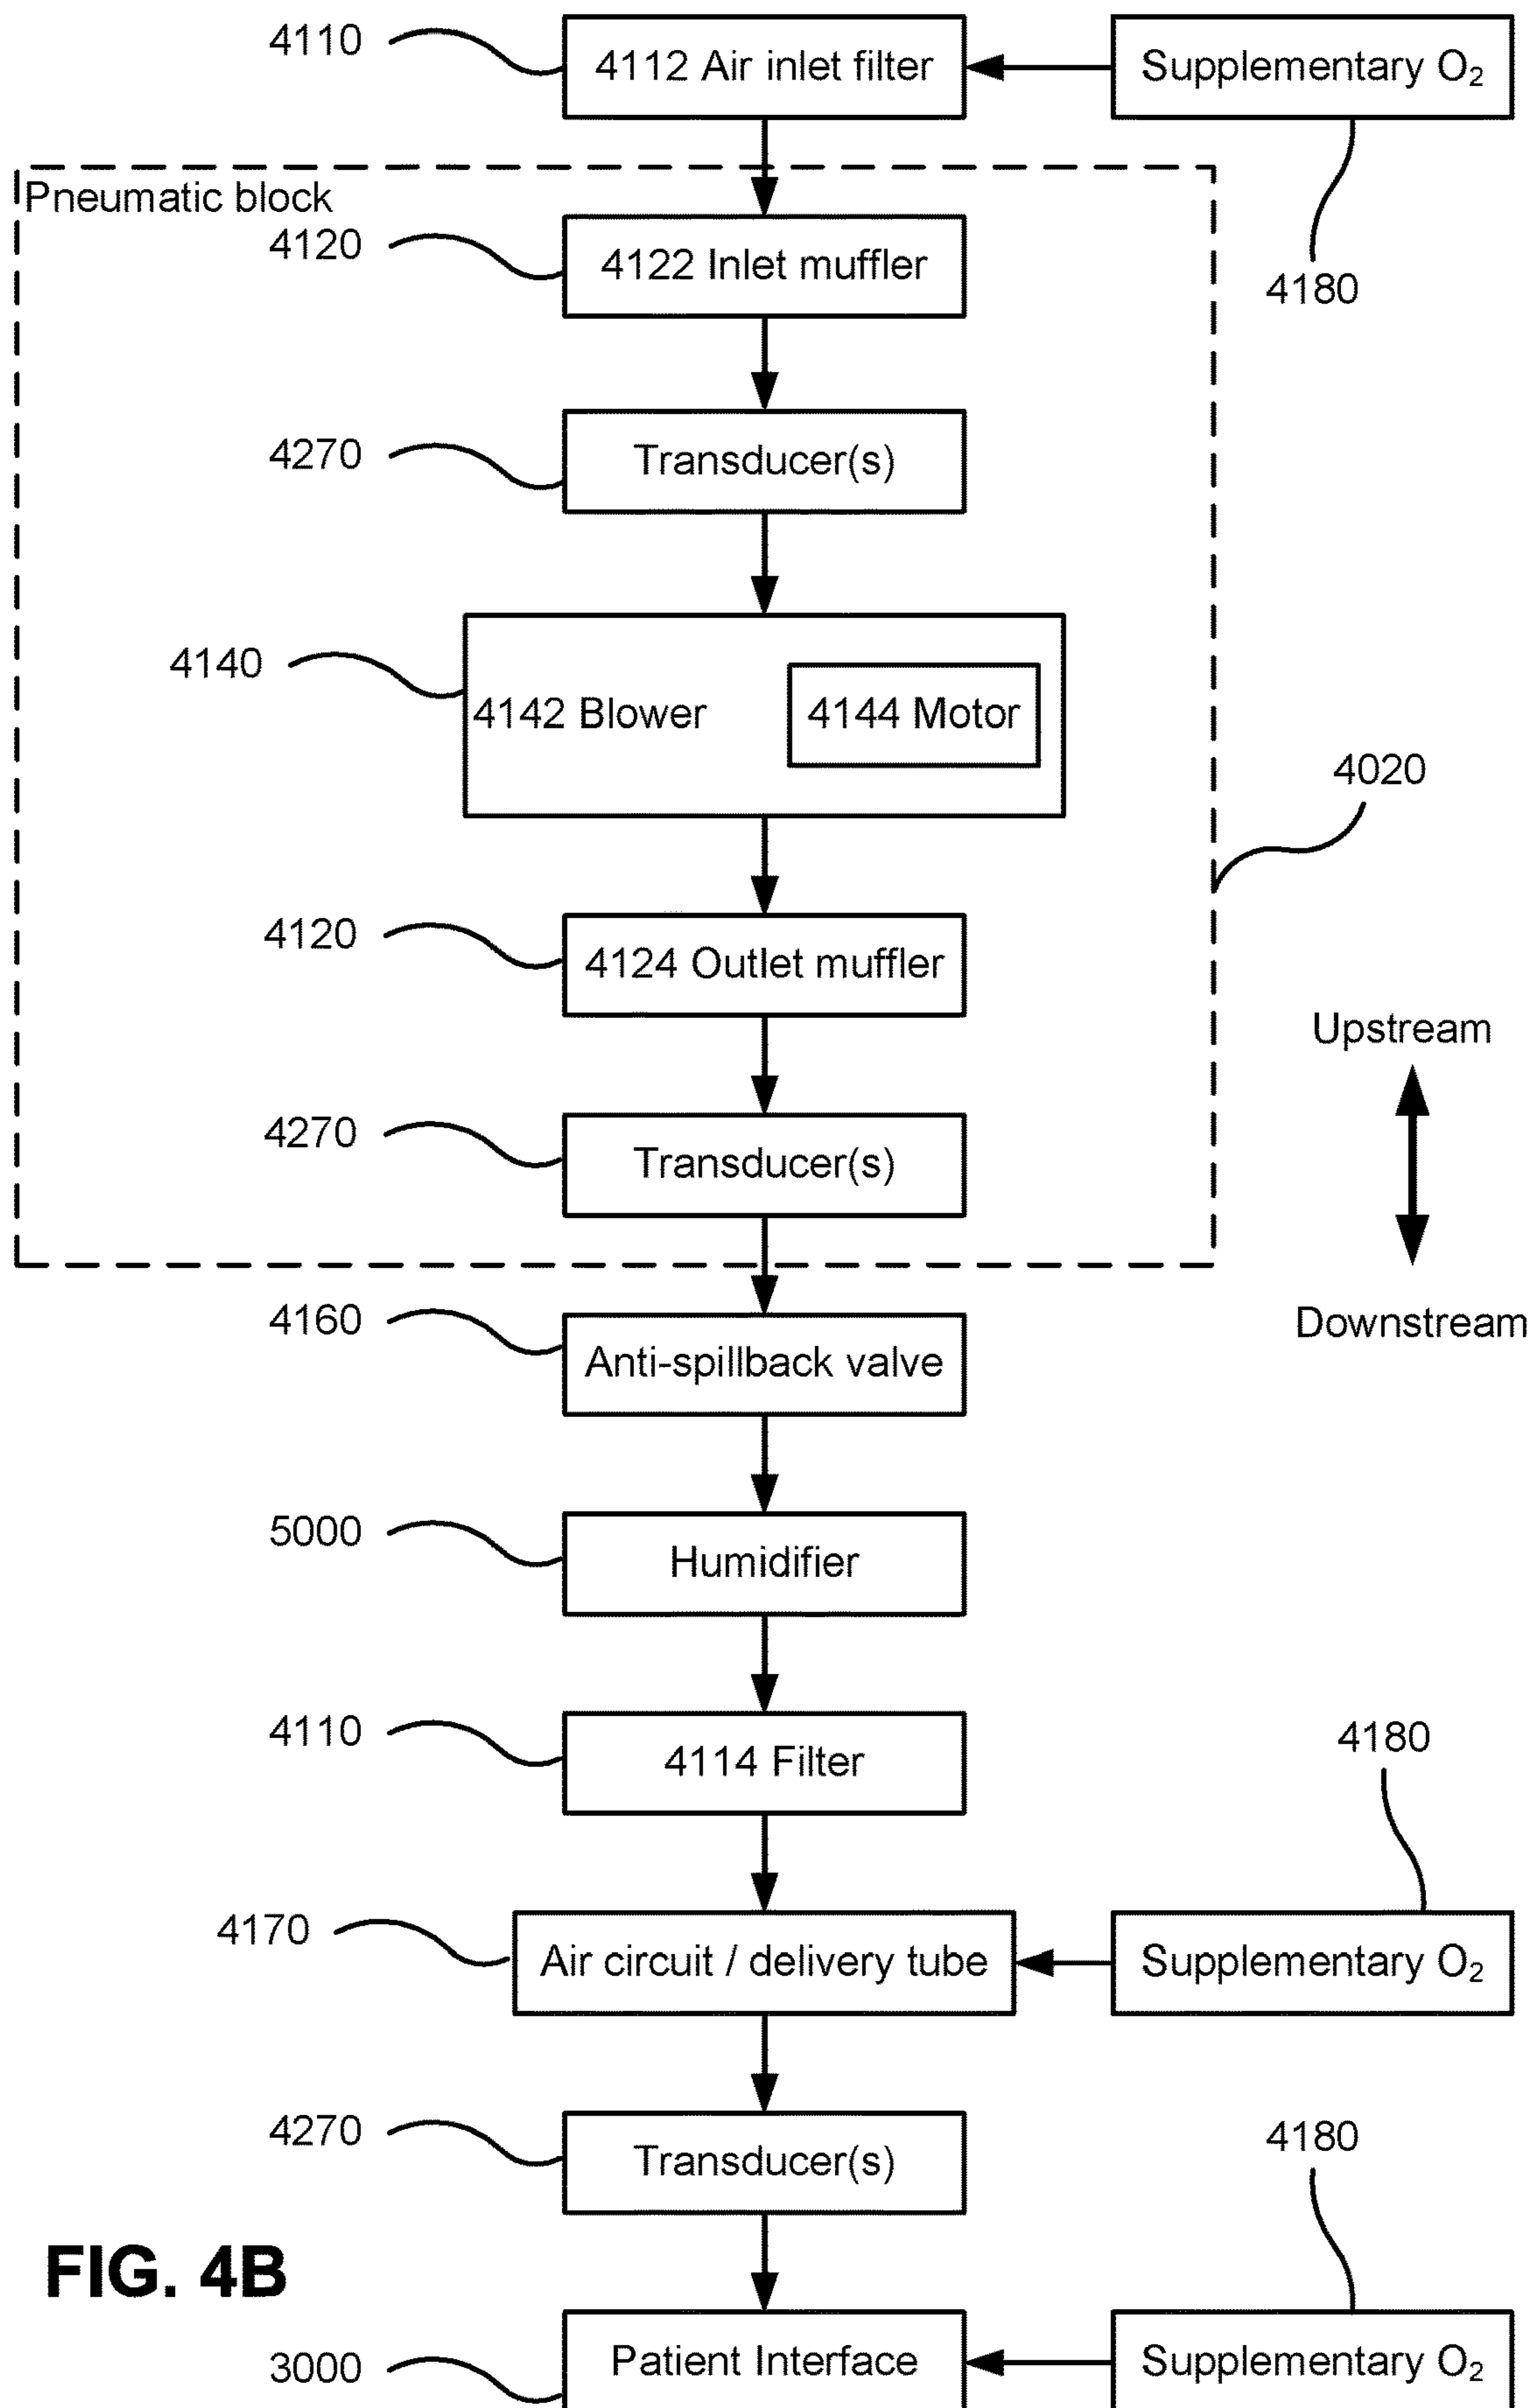 4110
4112 Air inlet filter
Supplementary O₂
Pneumatic block
4120
4122 Inlet muffler
4180
4270
Transducer(s)
4140
4142 Blower
4144 Motor
4020
4120
4124 Outlet muffler
Upstream
4270
Transducer(s)
4160
Anti-spillback valve
Downstream
5000
Humidifier
4110
4114 Filter
4180
4170
Air circuit / delivery tube
Supplementary O₂
4270
Transducer(s)
4180
FIG. 4B
3000
Patient Interface
Supplementary O₂